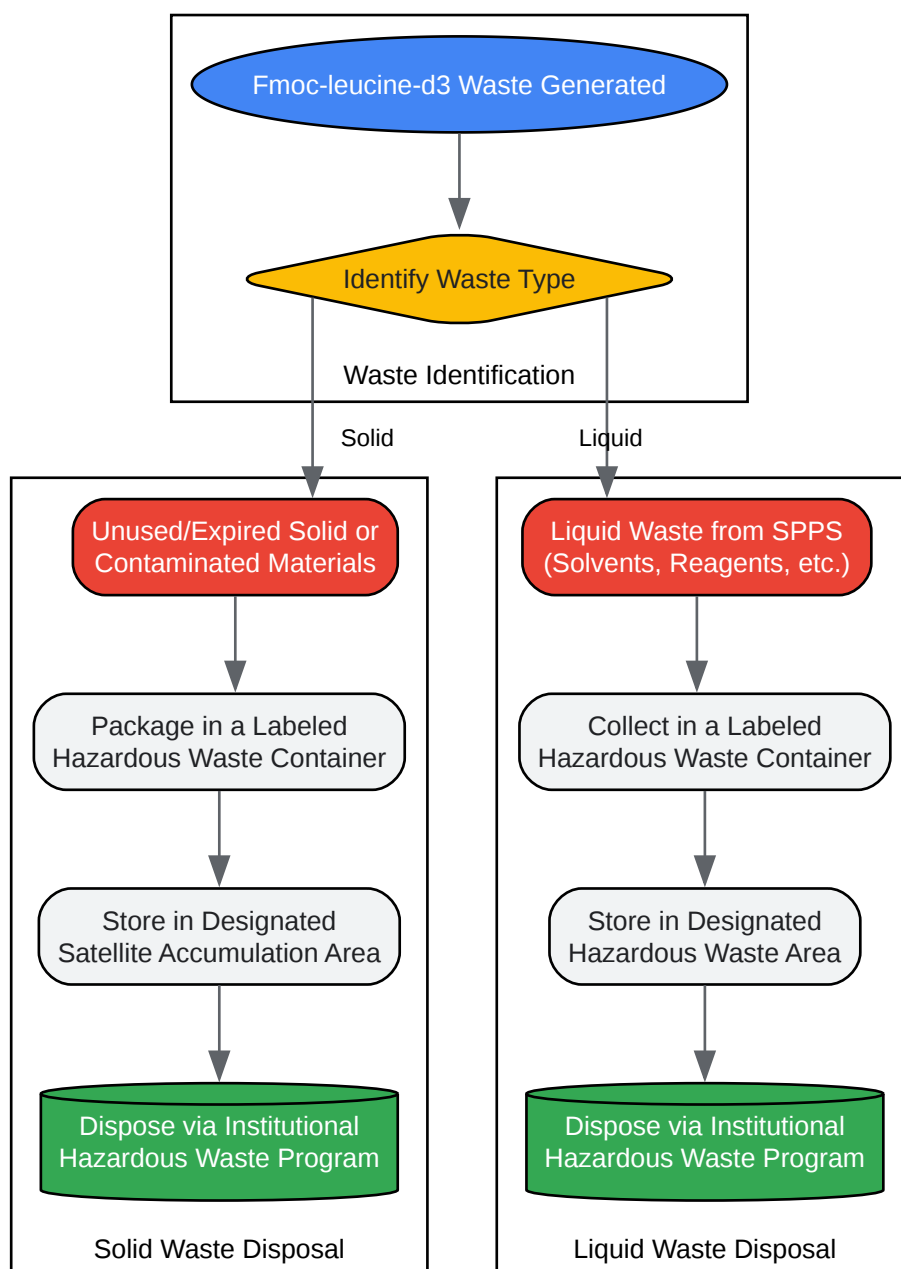 Fmoc-leucine-d3 Waste Generated
Identify Waste Type
Waste Identification
Solid
Liquid
Unused/Expired Solid or
Contaminated Materials
Package in a Labeled
Hazardous Waste Container
Store in Designated
Satellite Accumulation Area
Dispose via Institutional
Hazardous Waste Program
Solid Waste Disposal
Liquid Waste from SPPS
(Solvents, Reagents, etc.)
Collect in a Labeled
Hazardous Waste Container
Store in Designated
Hazardous Waste Area
Dispose via Institutional
Hazardous Waste Program
Liquid Waste Disposal